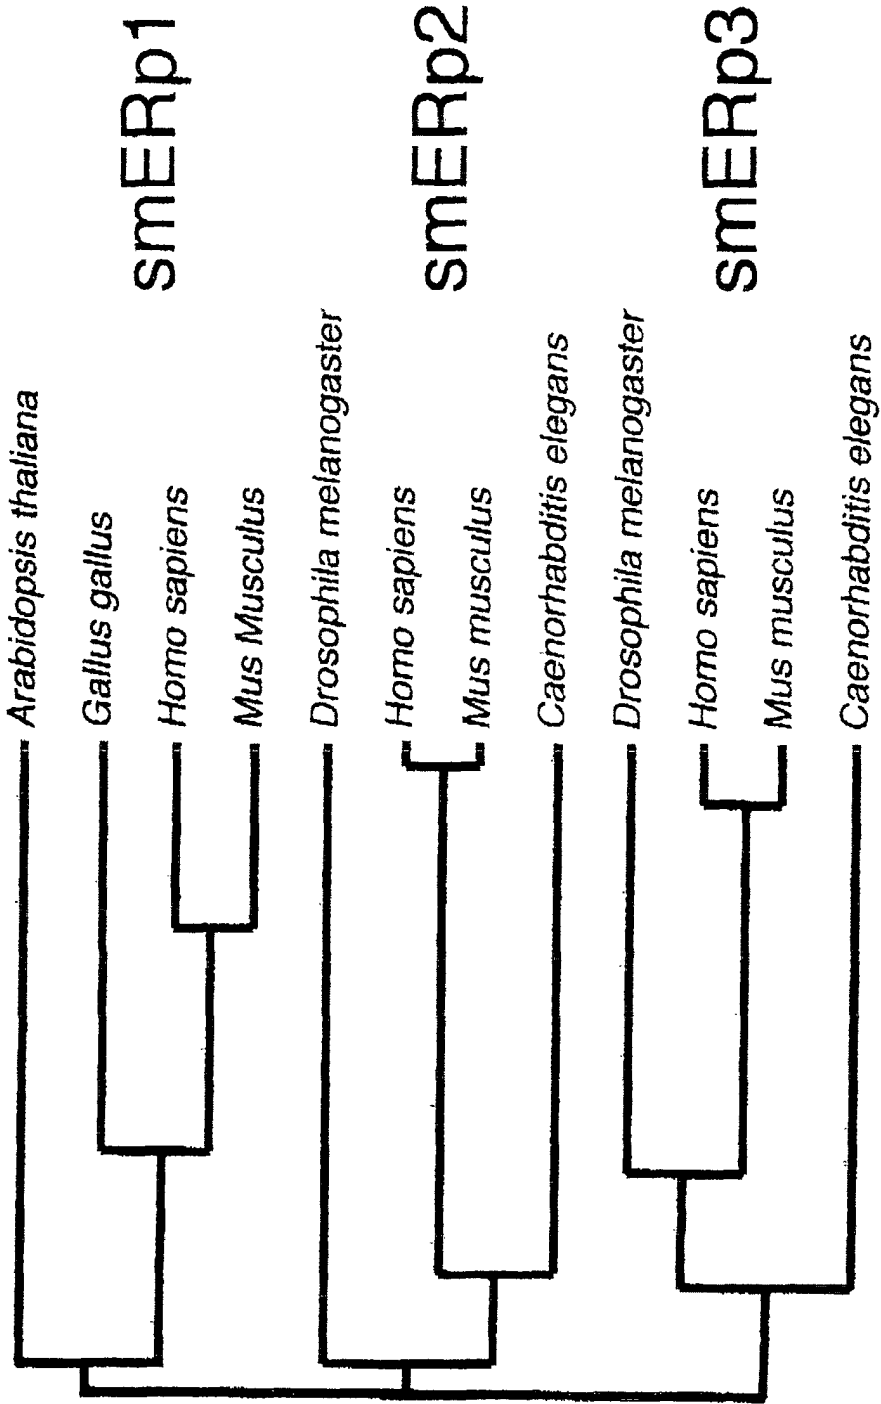 Arabidopsis thaliana
Gallus gallus
Homo sapiens
Mus Musculus
smERp1
Drosophila melanogaster
Homo sapiens
Mus musculus
Caenorhabditis elegans
smERp2
Drosophila melanogaster
Homo sapiens
Mus musculus
Caenorhabditis elegans
smERp3